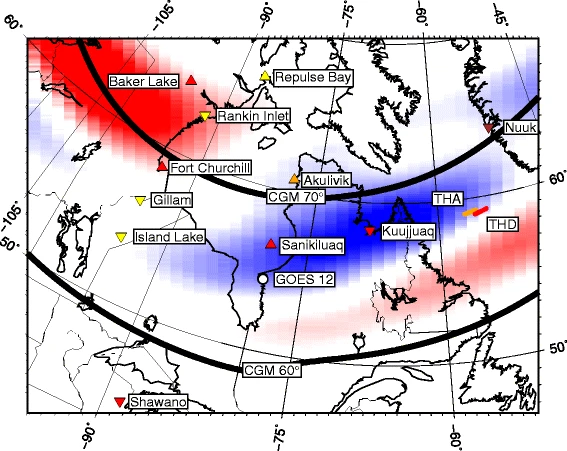 -105° -90° -75° -60° -45°
60°
Baker Lake
Repulse Bay
Rankin Inlet
Nuuk
Fort Churchill
Akulivik
60°
CGM 70°
THA
Gillam
-105°
THD
Island Lake
Kuujjuaq
50°
Sanikiluaq
GOES 12
50°
CGM 60°
Shawano
-90° -75° -60°